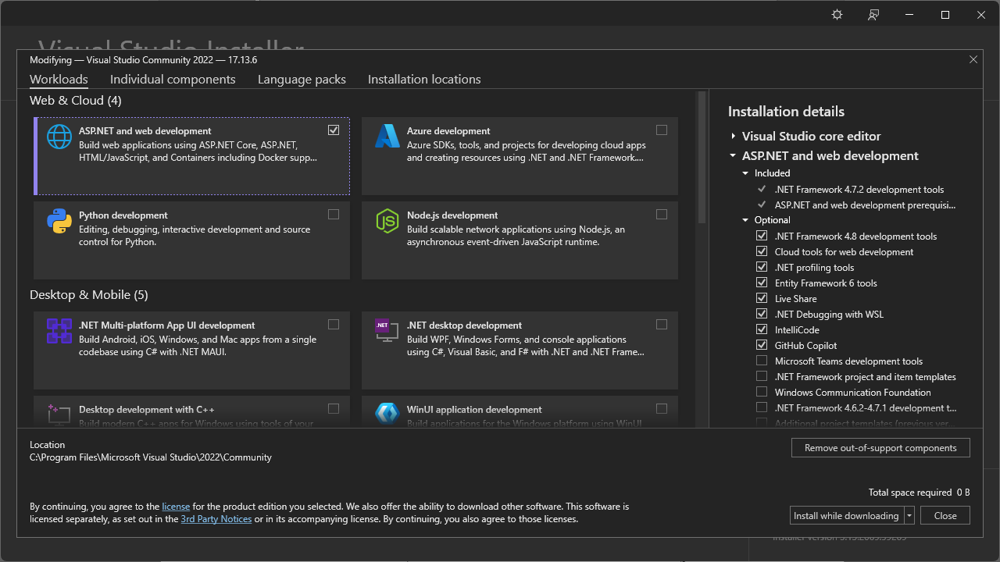 Visual Studio Installer
Modifying — Visual Studio Community 2022 — 17.13.6
Workloads
Individual components
Language packs
Installation locations
Web & Cloud (4)
ASP.NET and web development
Build web applications using ASP.NET Core, ASP.NET,
HTML/JavaScript, and Containers including Docker supp...
Azure development
Azure SDKs, tools, and projects for developing cloud apps
and creating resources using .NET and .NET Framework....
Python development
Editing, debugging, interactive development and source
control for Python.
Node.js development
Build scalable network applications using Node.js, an
asynchronous event-driven JavaScript runtime.
Desktop & Mobile (5)
.NET Multi-platform App UI development
Build Android, iOS, Windows, and Mac apps from a single
codebase using C# with .NET MAUI.
.NET
.NET desktop development
Build WPF, Windows Forms, and console applications
using C#, Visual Basic, and F# with .NET and .NET Frame...
Desktop development with C++
Build modern C++ apps for Windows using tools of your
WinUI application development
Build applications for the Windows platform using WinUI
Installation details
Visual Studio core editor
ASP.NET and web development
Included
.NET Framework 4.7.2 development tools
ASP.NET and web development prerequisi...
Optional
.NET Framework 4.8 development tools
Cloud tools for web development
.NET profiling tools
Entity Framework 6 tools
Live Share
.NET Debugging with WSL
IntelliCode
GitHub Copilot
Microsoft Teams development tools
.NET Framework project and item templates
Windows Communication Foundation
.NET Framework 4.6.2-4.7.1 development t...
Additional project templates (previous ver...
Location
C:\Program Files\Microsoft Visual Studio\2022\Community
Remove out-of-support components
Total space required 0 B
By continuing, you agree to the license for the product edition you selected. We also offer the ability to download other software. This software is
licensed separately, as set out in the 3rd Party Notices or in its accompanying license. By continuing, you also agree to those licenses.
Install while downloading
Close